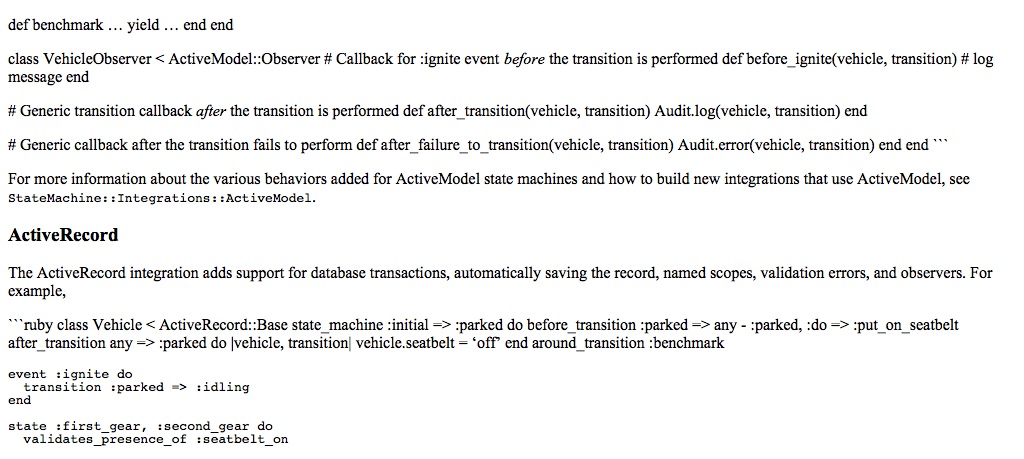 def benchmark … yield … end end
class VehicleObserver < ActiveModel::Observer # Callback for :ignite event before the transition is performed def before_ignite(vehicle, transition) # log
message end
# Generic transition callback after the transition is performed def after_transition(vehicle, transition) Audit.log(vehicle, transition) end
# Generic callback after the transition fails to perform def after_failure_to_transition(vehicle, transition) Audit.error(vehicle, transition) end end ```
For more information about the various behaviors added for ActiveModel state machines and how to build new integrations that use ActiveModel, see
StateMachine::Integrations::ActiveModel.
ActiveRecord
The ActiveRecord integration adds support for database transactions, automatically saving the record, named scopes, validation errors, and observers. For
example,
```ruby class Vehicle < ActiveRecord::Base state_machine :initial => :parked do before_transition :parked => any - :parked, :do => :put_on_seatbelt
after_transition any => :parked do |vehicle, transition| vehicle.seatbelt = ‘off’ end around_transition :benchmark
event :ignite do
  transition :parked => :idling
end
state :first_gear, :second_gear do
  validates_presence_of :seatbelt_on